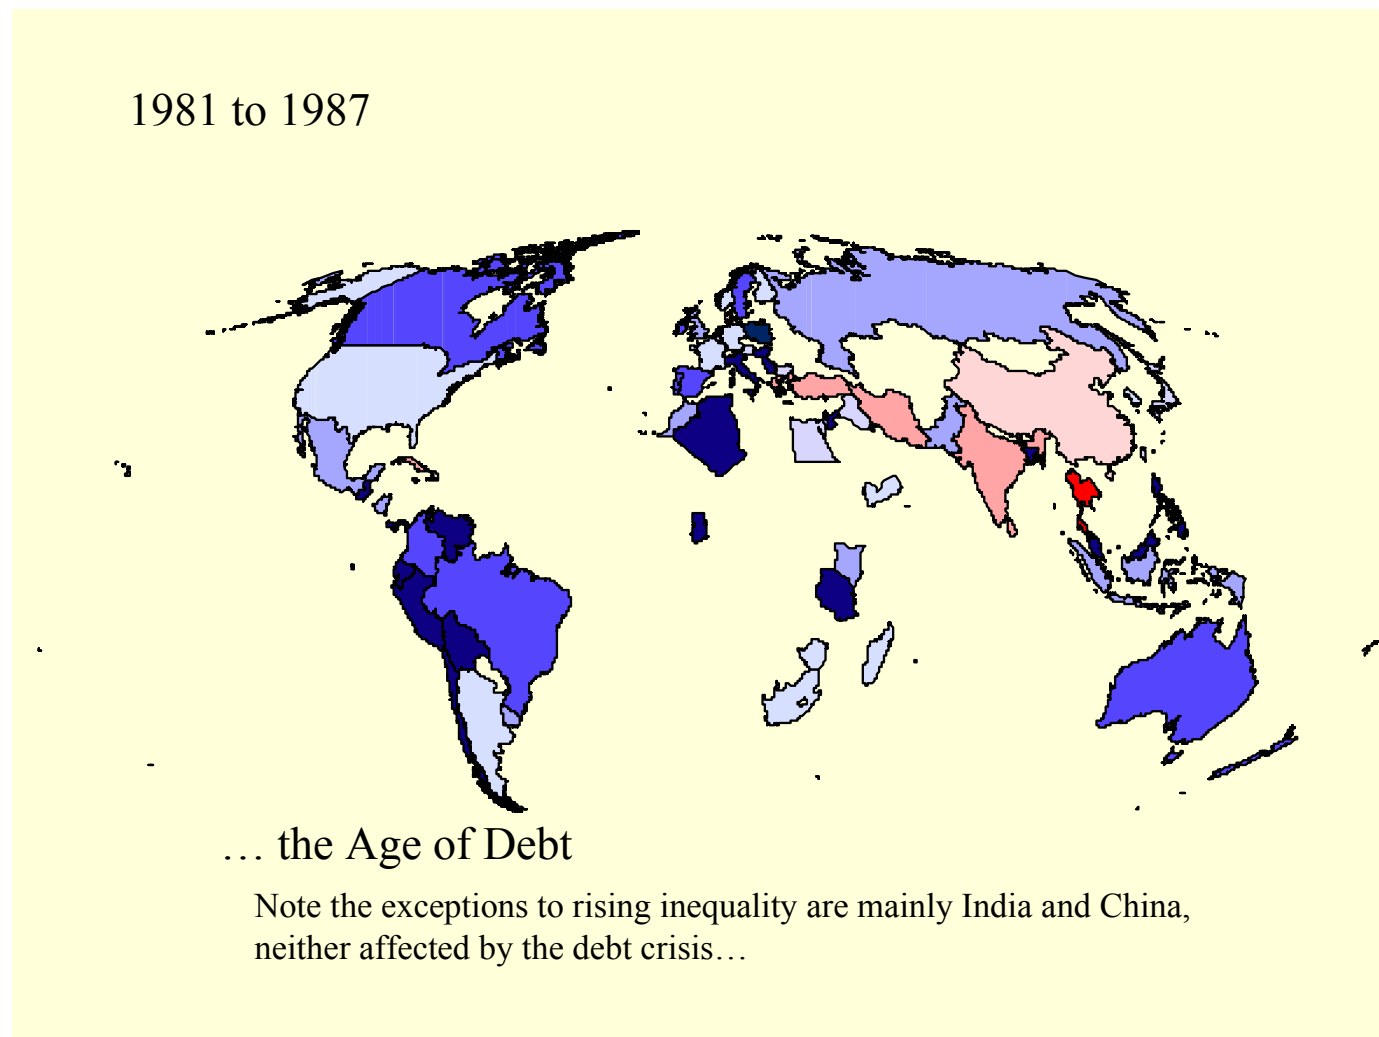 1981 to 1987
… the Age of Debt
Note the exceptions to rising inequality are mainly India and China,
neither affected by the debt crisis…